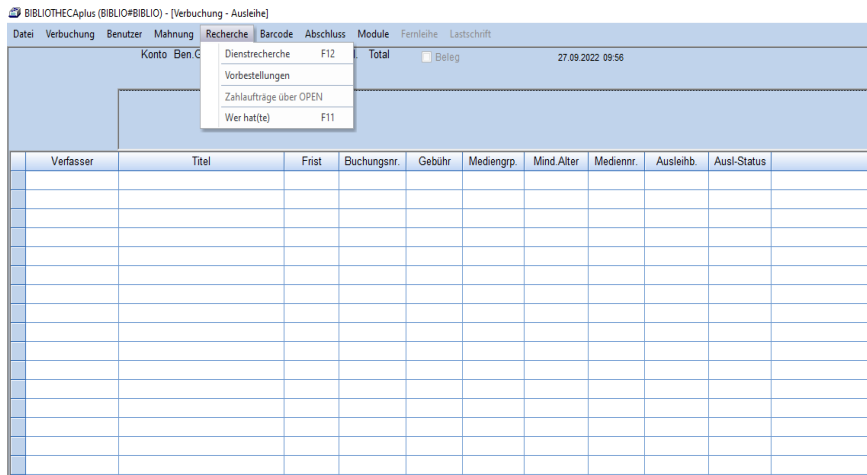 BIBLIOTHECAplus (BIBLIO#BIBLIO) - [Verbuchung - Ausleihe]
Datei Verbuchung Benutzer Mahnung Recherche Barcode Abschluss Module Fernleihe Lastschrift
Konto Ben.G Total Beleg 27.09.2022 09:56
Dienstrecherche F12
Vorbestellungen
Zahlaufträge über OPEN
Wer hat(te) F11
Verfasser Titel Frist Buchungsnr. Gebühr Mediengrp. Mind.Alter Mediennr. Ausleihb. Ausl-Status